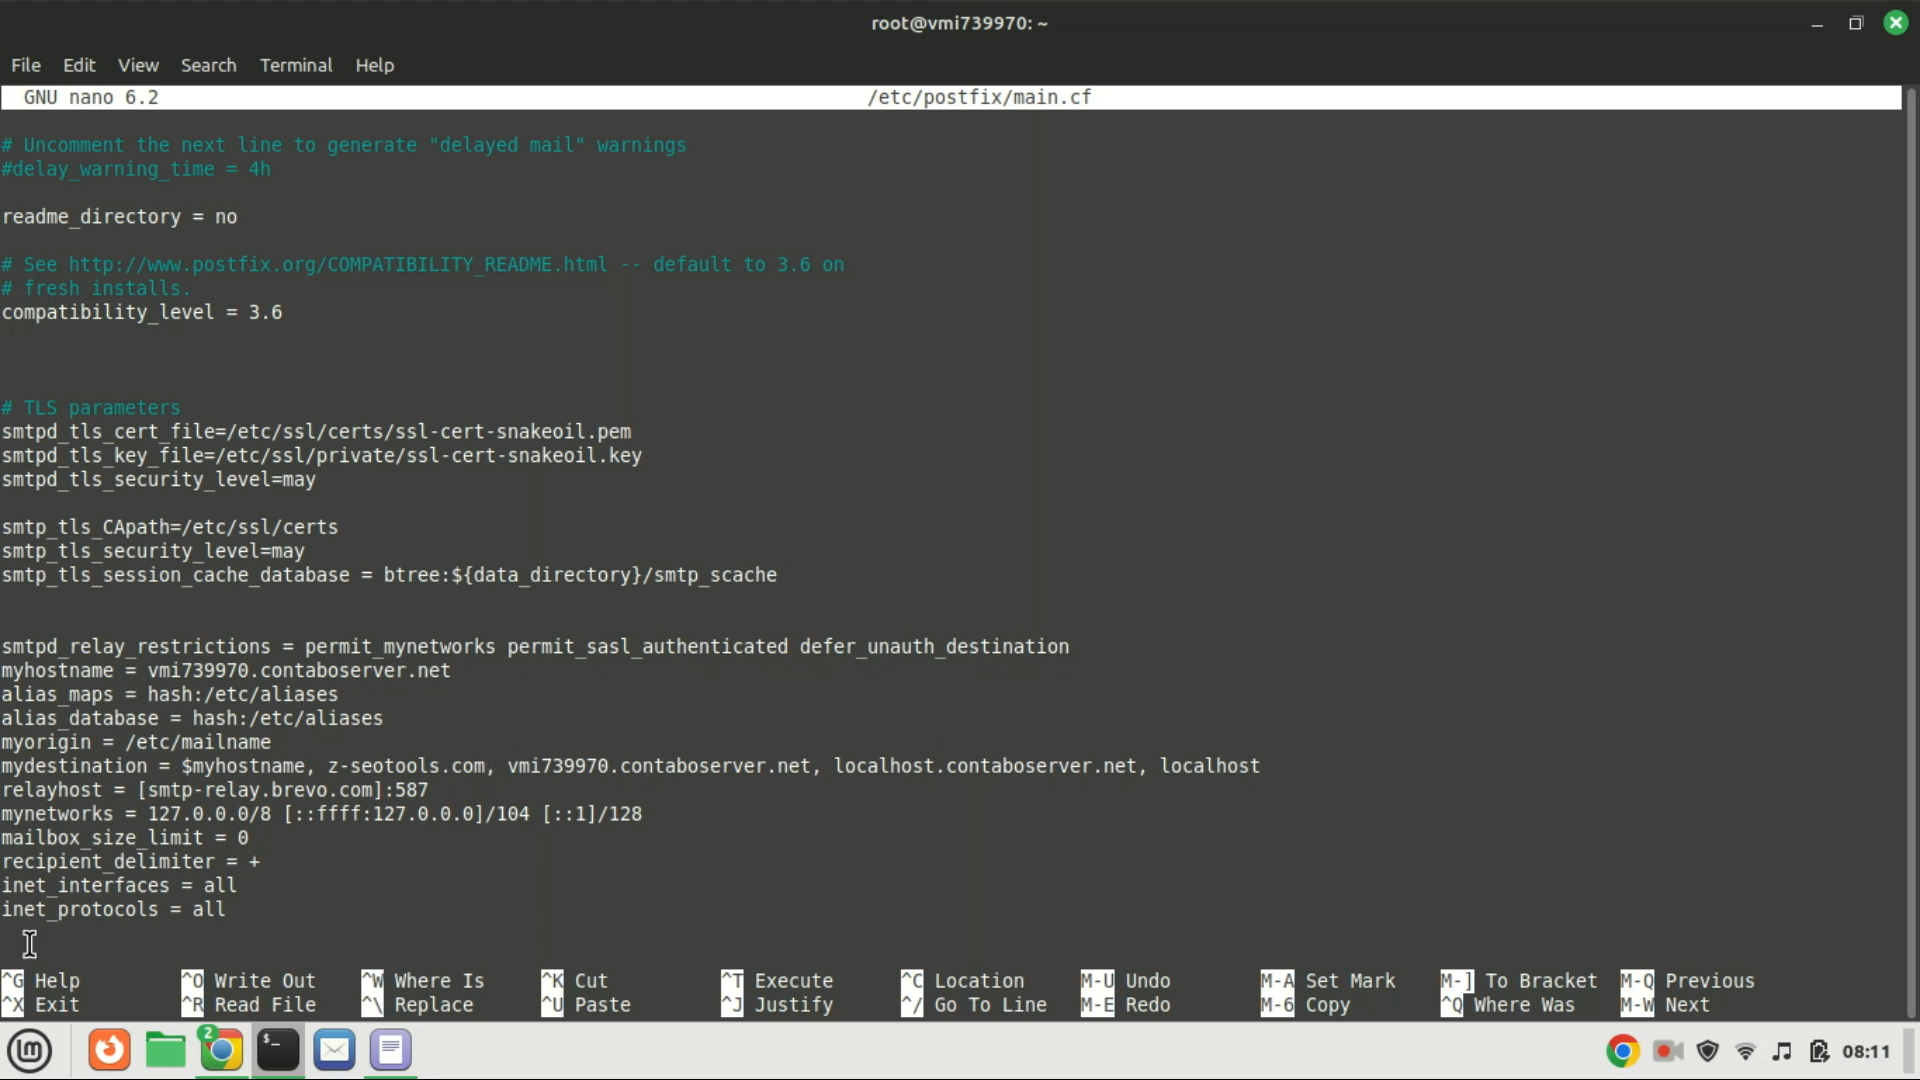 root@vmi739970: ~
File Edit View Search Terminal Help
GNU nano 6.2 /etc/postfix/main.cf
# Uncomment the next line to generate "delayed mail" warnings
#delay_warning_time = 4h
readme_directory = no
# See http://www.postfix.org/COMPATIBILITY_README.html -- default to 3.6 on
# fresh installs.
compatibility_level = 3.6
# TLS parameters
smtpd_tls_cert_file=/etc/ssl/certs/ssl-cert-snakeoil.pem
smtpd_tls_key_file=/etc/ssl/private/ssl-cert-snakeoil.key
smtpd_tls_security_level=may
smtp_tls_CApath=/etc/ssl/certs
smtp_tls_security_level=may
smtp_tls_session_cache_database = btree:${data_directory}/smtp_scache
smtpd_relay_restrictions = permit_mynetworks permit_sasl_authenticated defer_unauth_destination
myhostname = vmi739970.contaboserver.net
alias_maps = hash:/etc/aliases
alias_database = hash:/etc/aliases
myorigin = /etc/mailname
mydestination = $myhostname, z-seotools.com, vmi739970.contaboserver.net, localhost.contaboserver.net, localhost
relayhost = [smtp-relay.brevo.com]:587
mynetworks = 127.0.0.0/8 [::ffff:127.0.0.0]/104 [::1]/128
mailbox_size_limit = 0
recipient_delimiter = +
inet_interfaces = all
inet_protocols = all
^G Help ^O Write Out ^W Where Is ^K Cut ^T Execute ^C Location M-U Undo M-A Set Mark M-] To Bracket M-Q Previous
^X Exit ^R Read File ^\ Replace ^U Paste ^J Justify ^/ Go To Line M-E Redo M-6 Copy ^Q Where Was M-W Next
2
$_
08:11